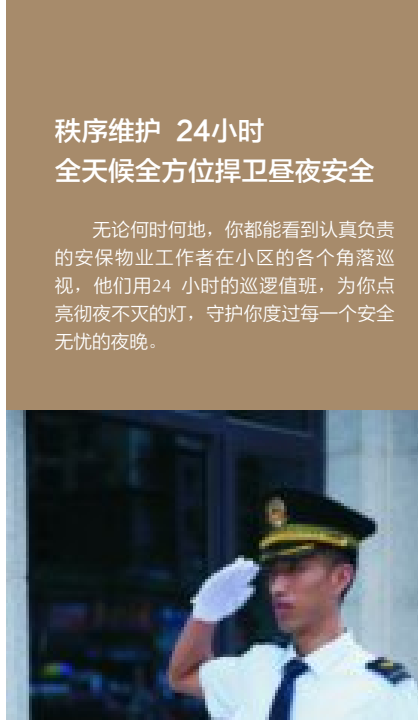 秩序维护 24小时
全天候全方位捍卫昼夜安全
无论何时何地，你都能看到认真负责
的安保物业工作者在小区的各个角落巡
视，他们用24 小时的巡逻值班，为你点
亮彻夜不灭的灯，守护你度过每一个安全
无忧的夜晚。